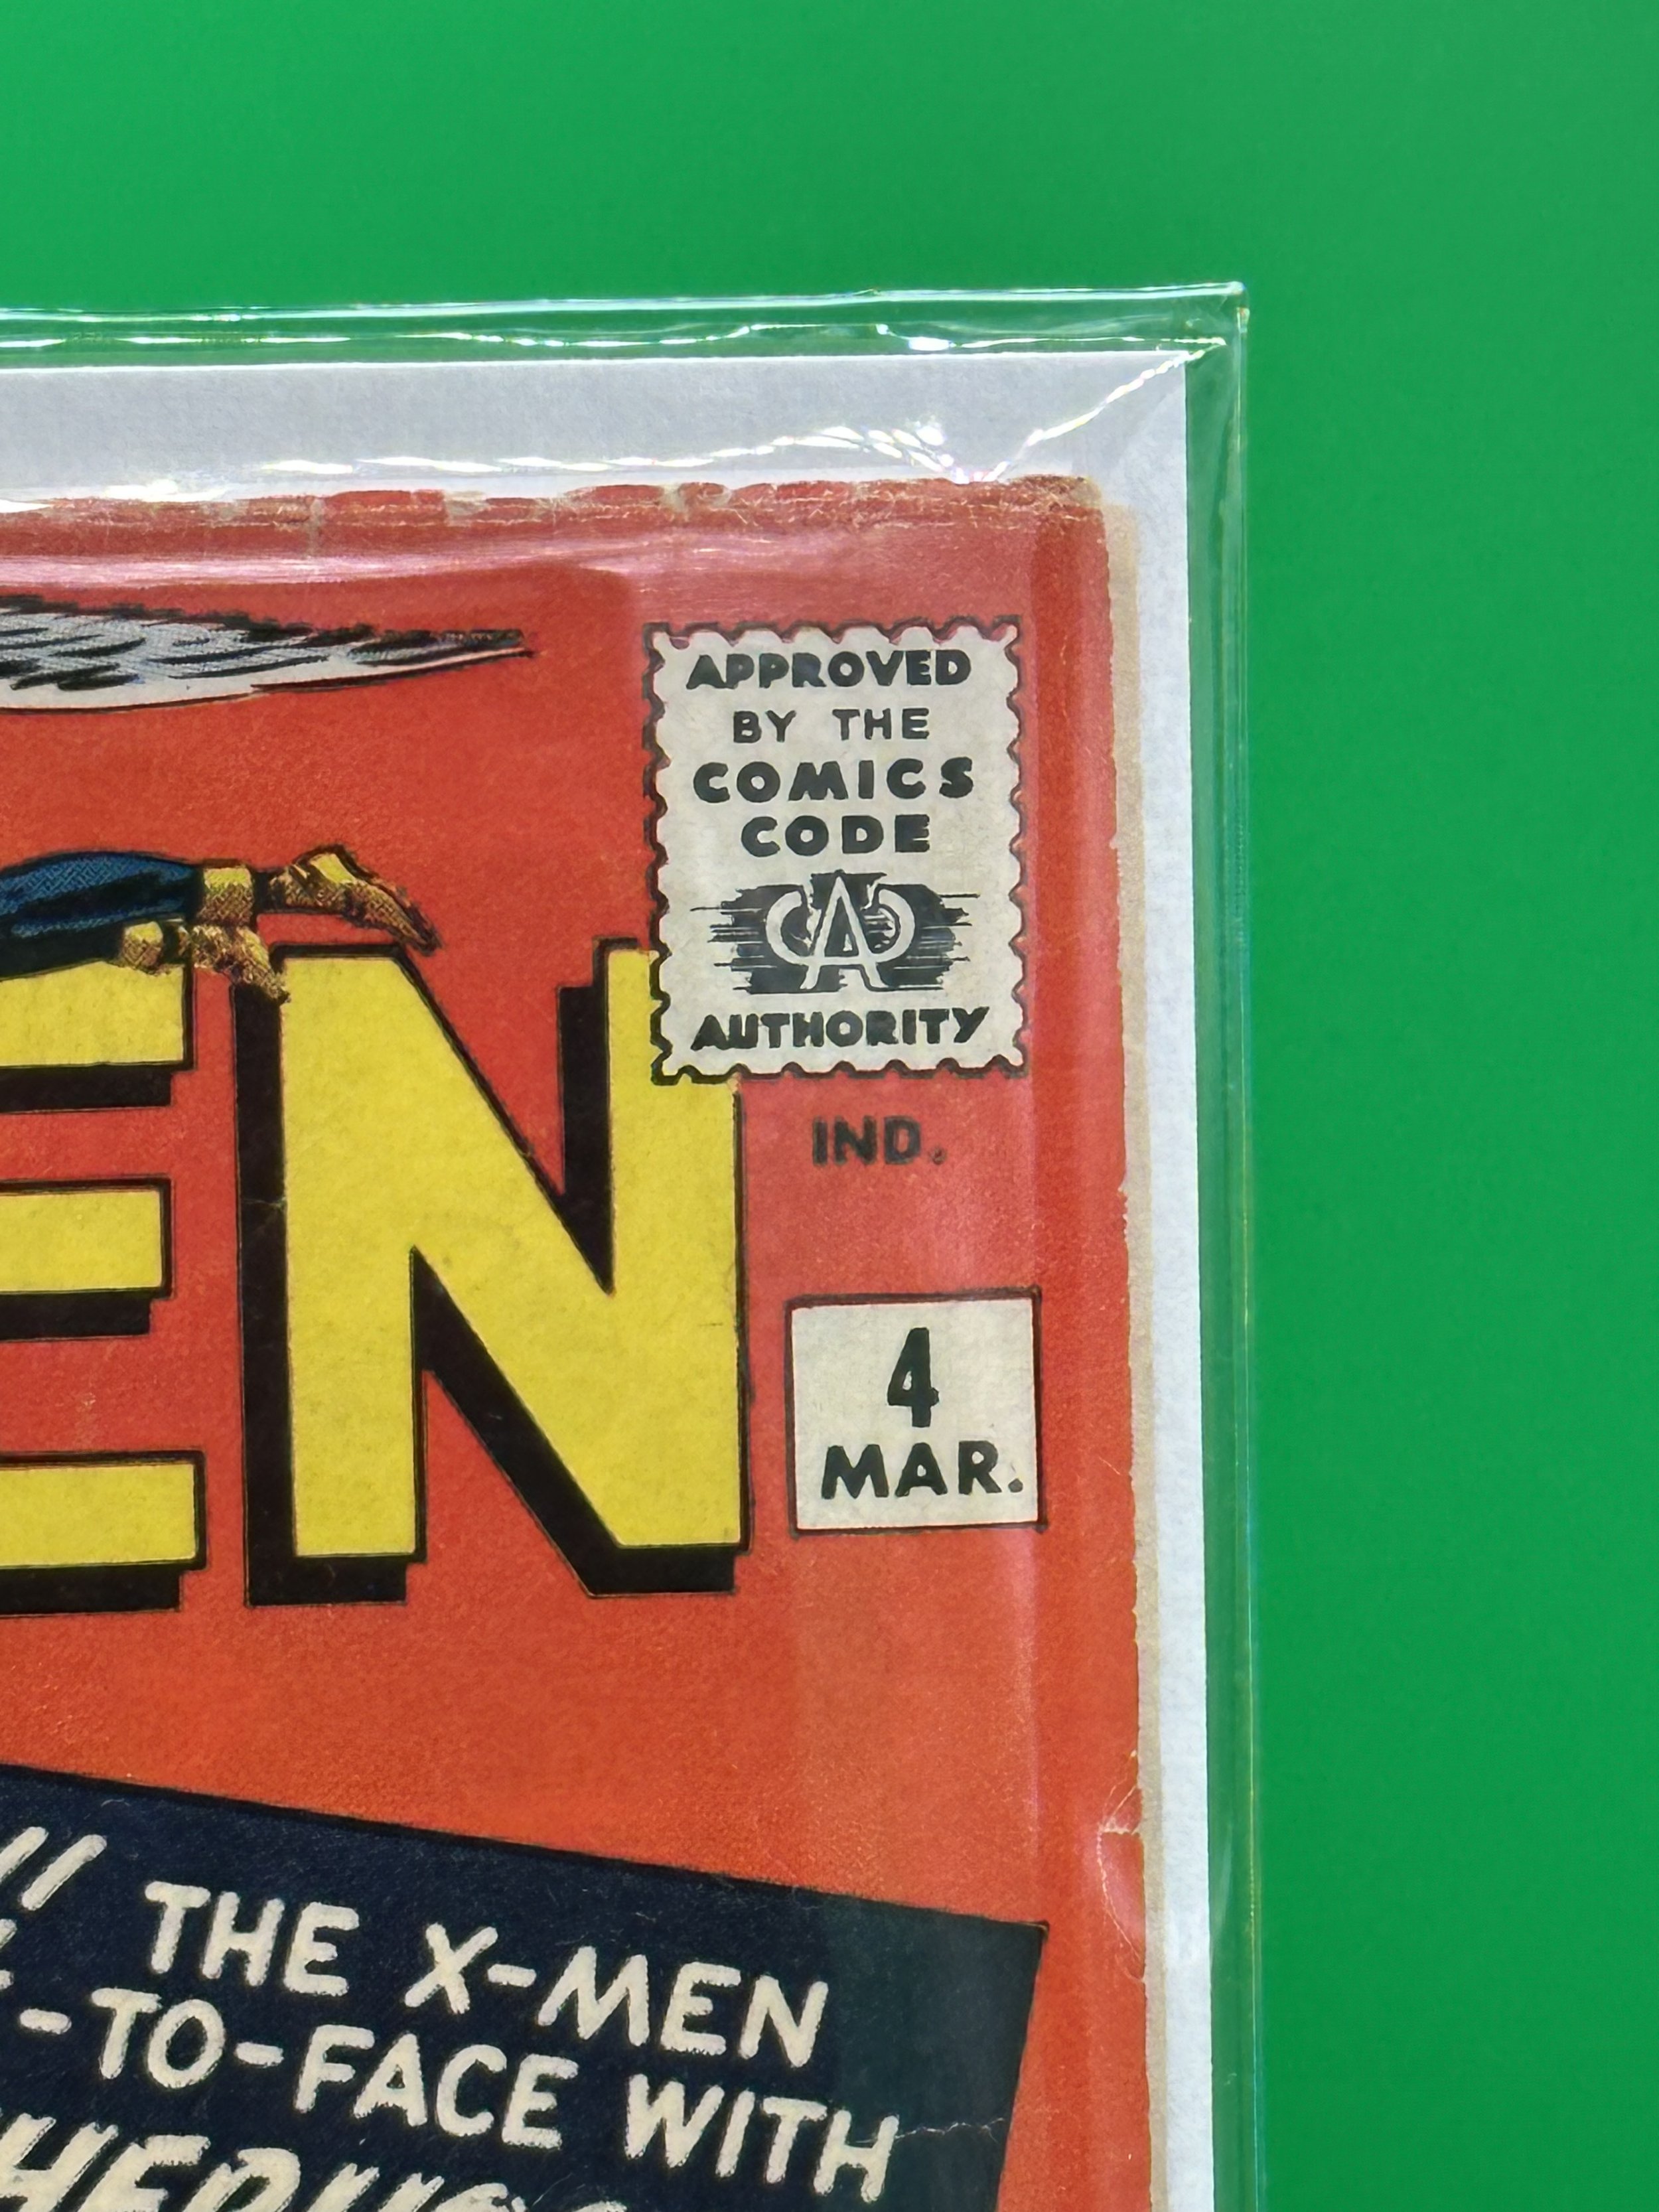 APPROVED
BY THE
COMICS
CODE
CA
AUTHORITY
EN
IND.
4
MAR.
!! THE X-MEN
-TO-FACE WITH